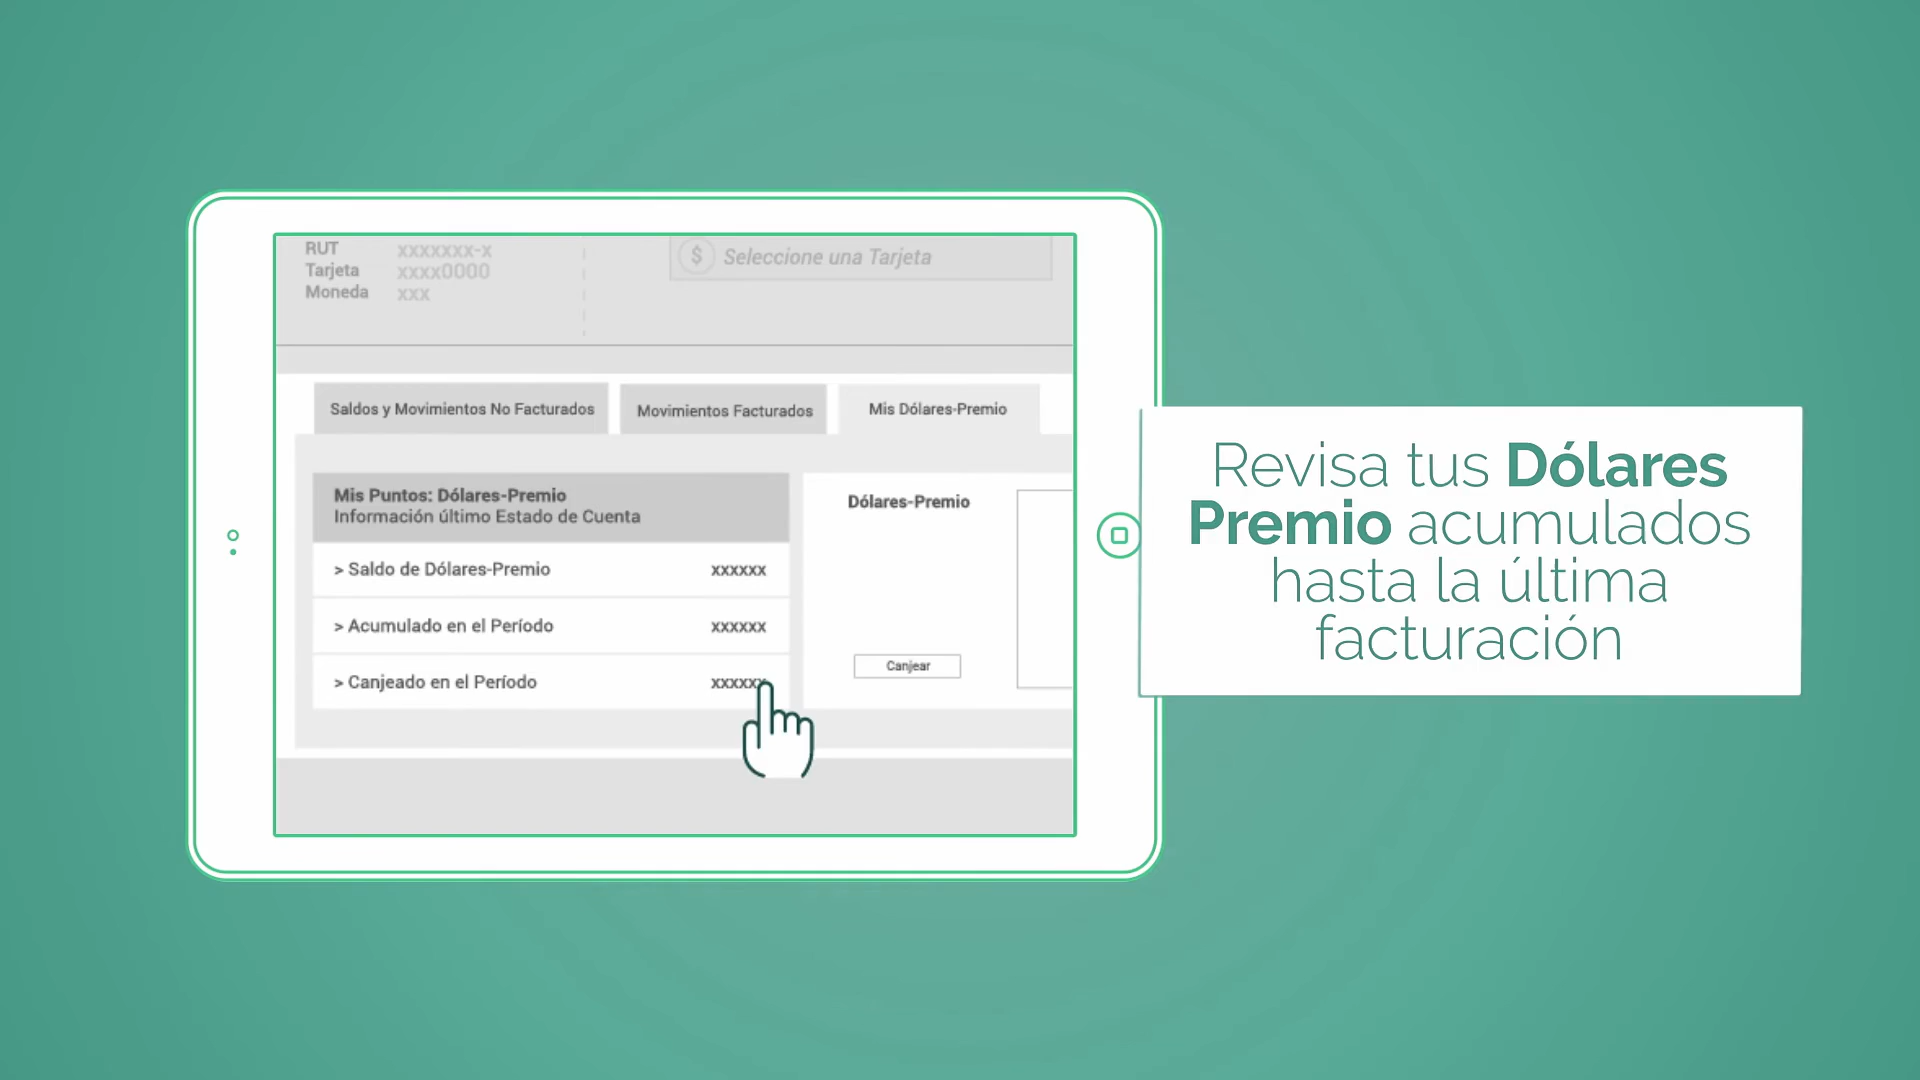 RUT xxxxxxx-x
Tarjeta xxxx0000
Moneda xxx
$ Seleccione una Tarjeta
Saldos y Movimientos No Facturados
Movimientos Facturados
Mis Dólares-Premio
Mis Puntos: Dólares-Premio
Información último Estado de Cuenta
> Saldo de Dólares-Premio xxxxxx
> Acumulado en el Período xxxxxx
> Canjeado en el Período xxxxxx
Dólares-Premio
Canjear
Revisa tus Dólares
Premio acumulados
hasta la última
facturación